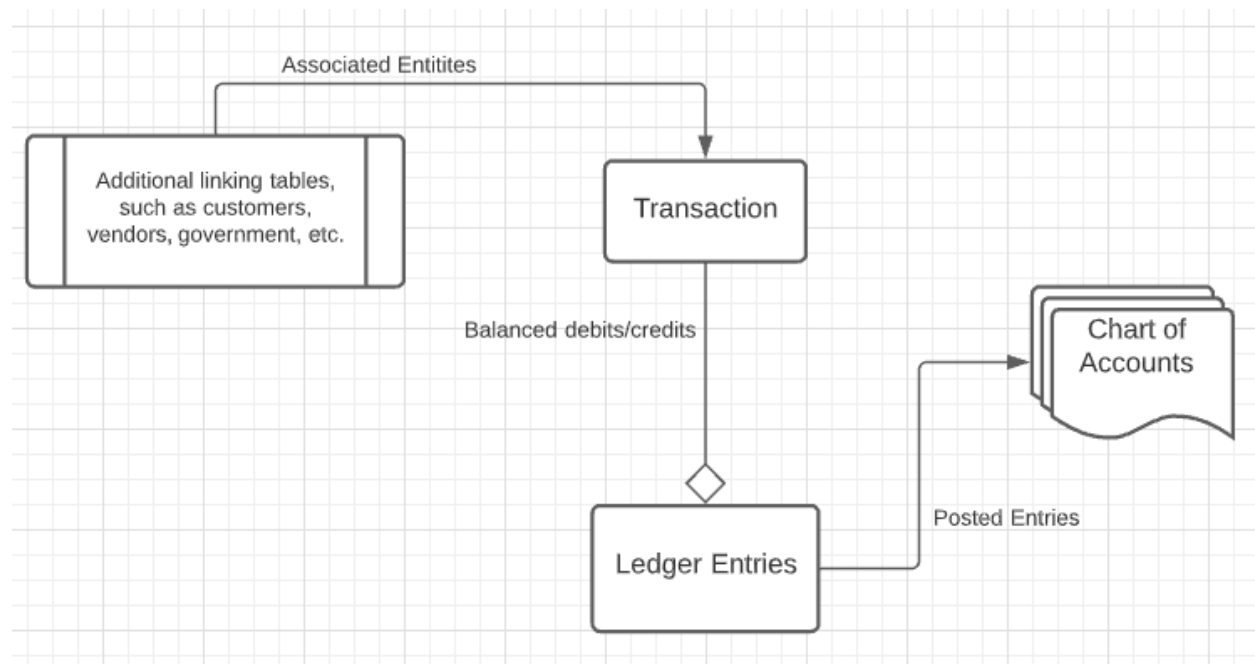 Associated Entitites
Additional linking tables,
such as customers,
vendors, government, etc.
Transaction
Balanced debits/credits
Chart of
Accounts
Posted Entries
Ledger Entries